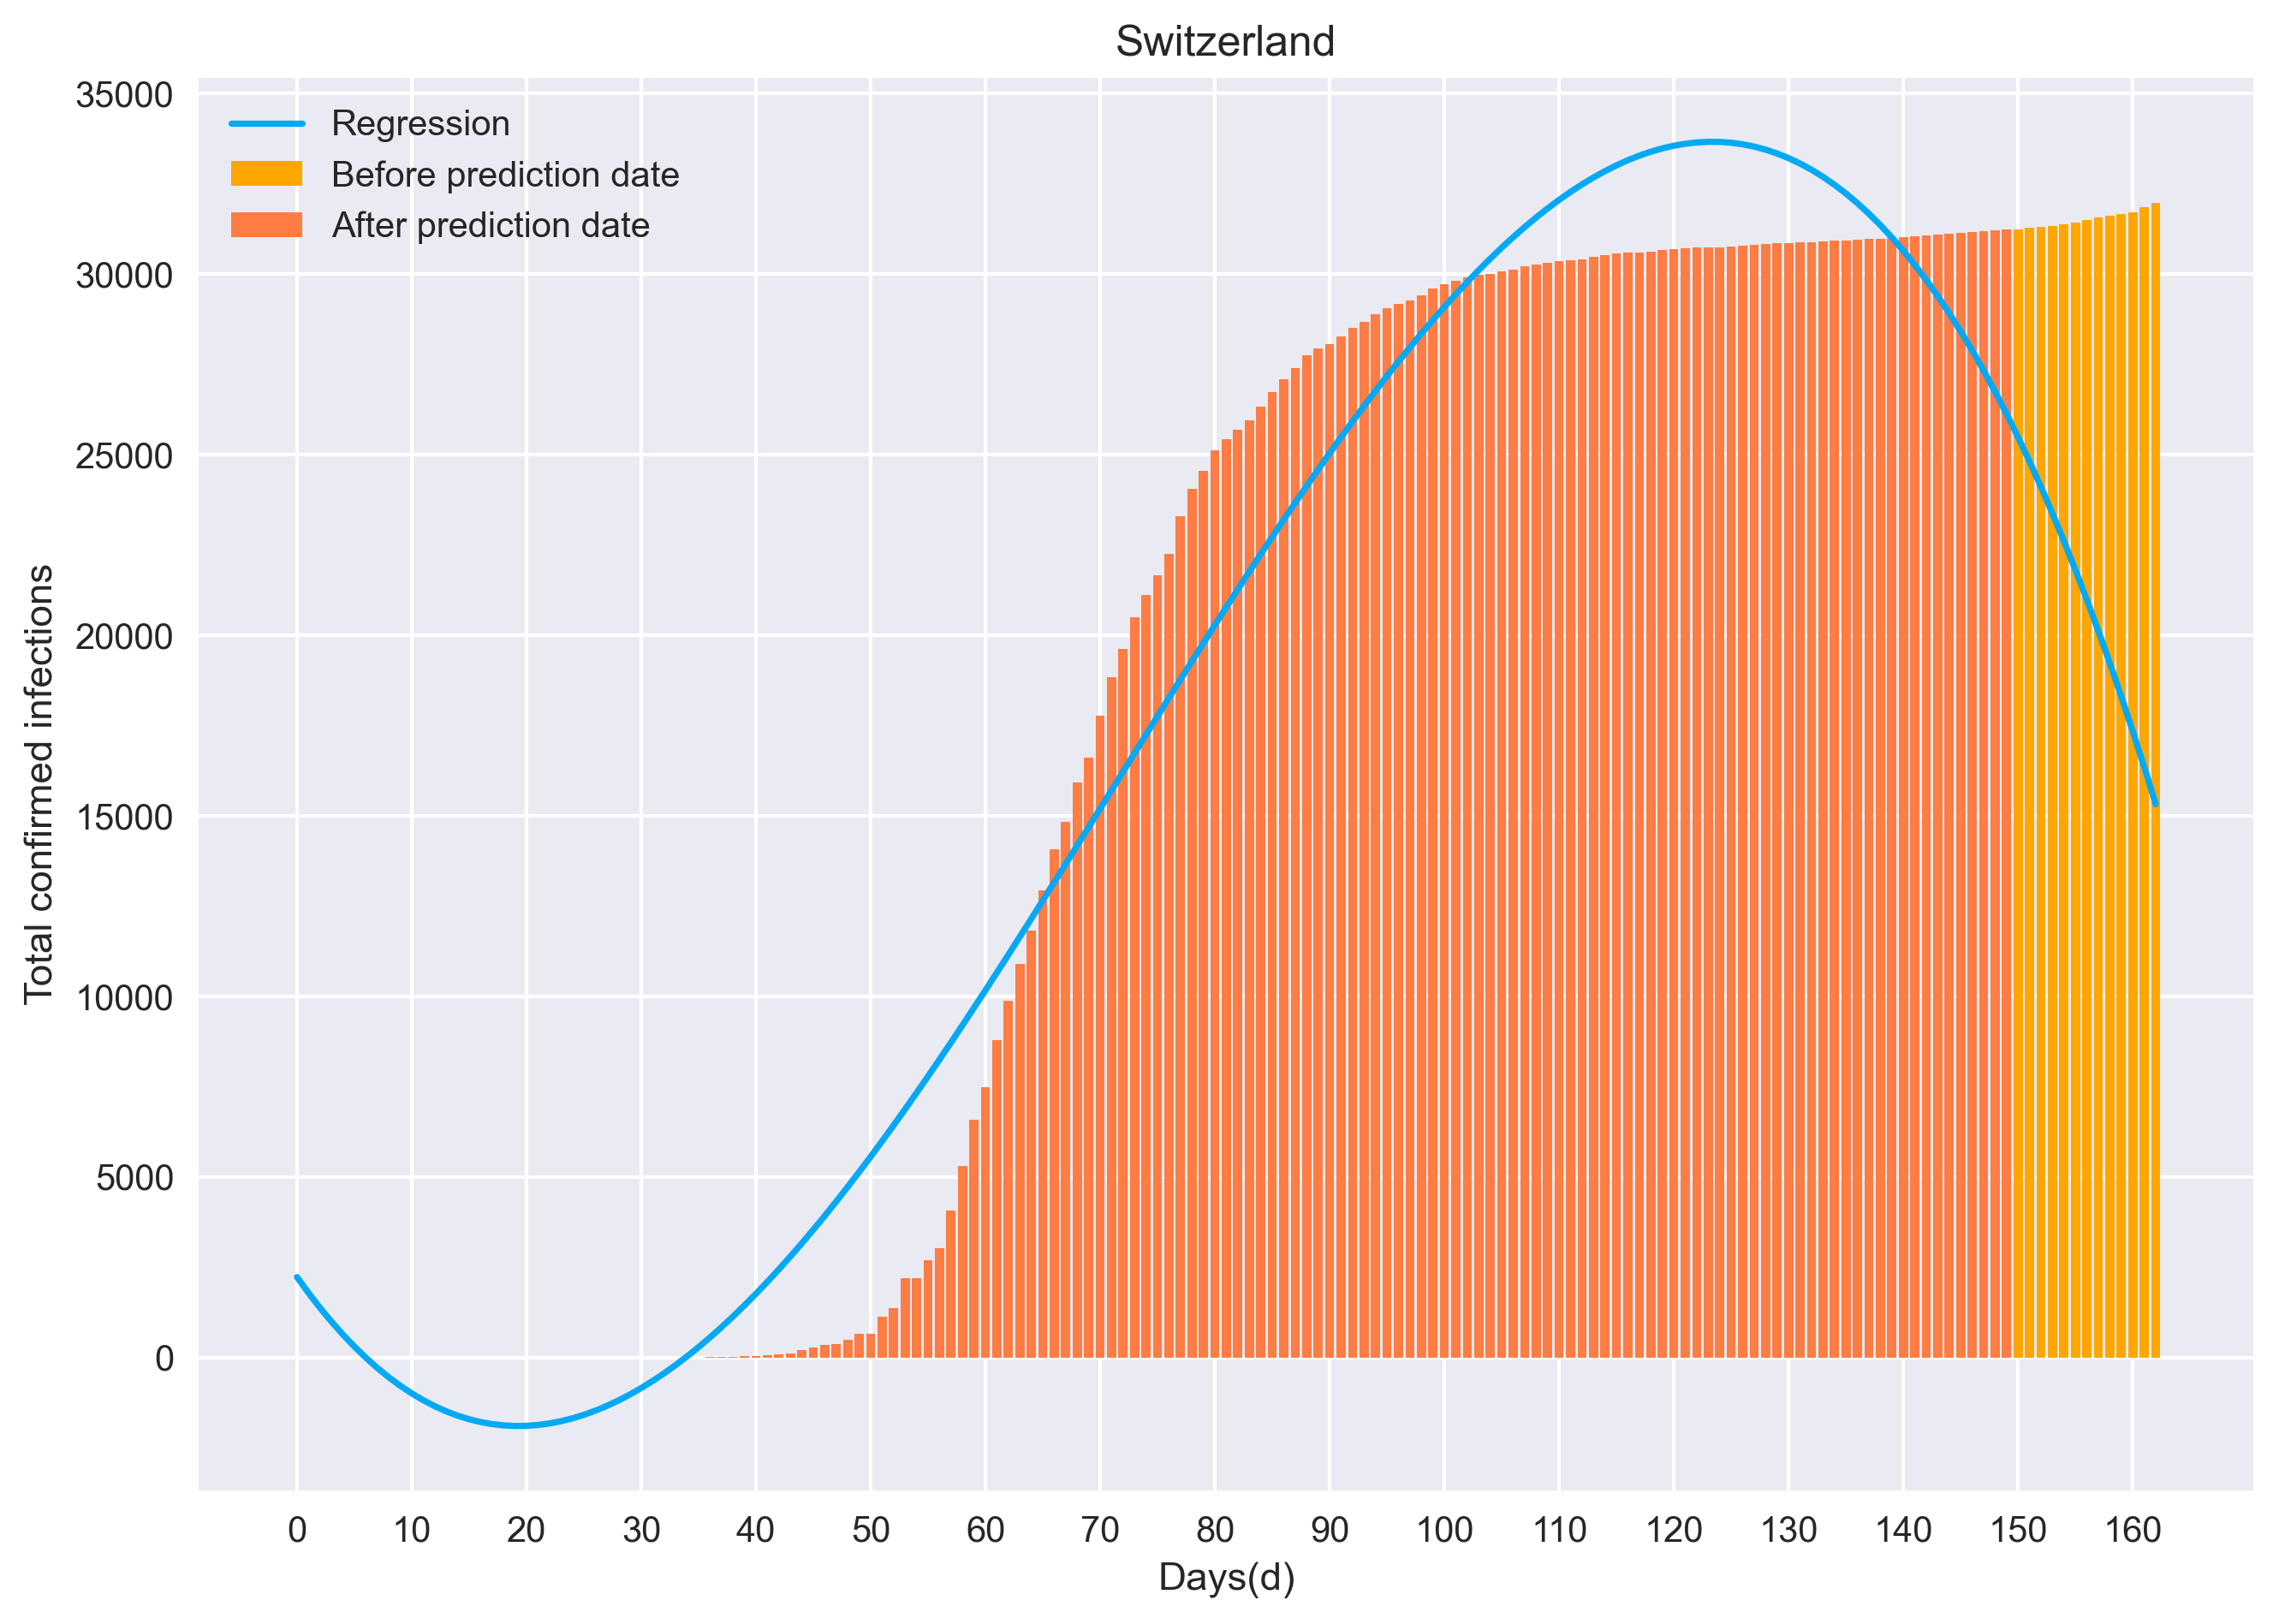 Switzerland
35000
30000
25000
20000
15000
10000
5000
0
Total confirmed infections
Regression
Before prediction date
After prediction date
0 10 20 30 40 50 60 70 80 90 100 110 120 130 140 150 160
Days(d)